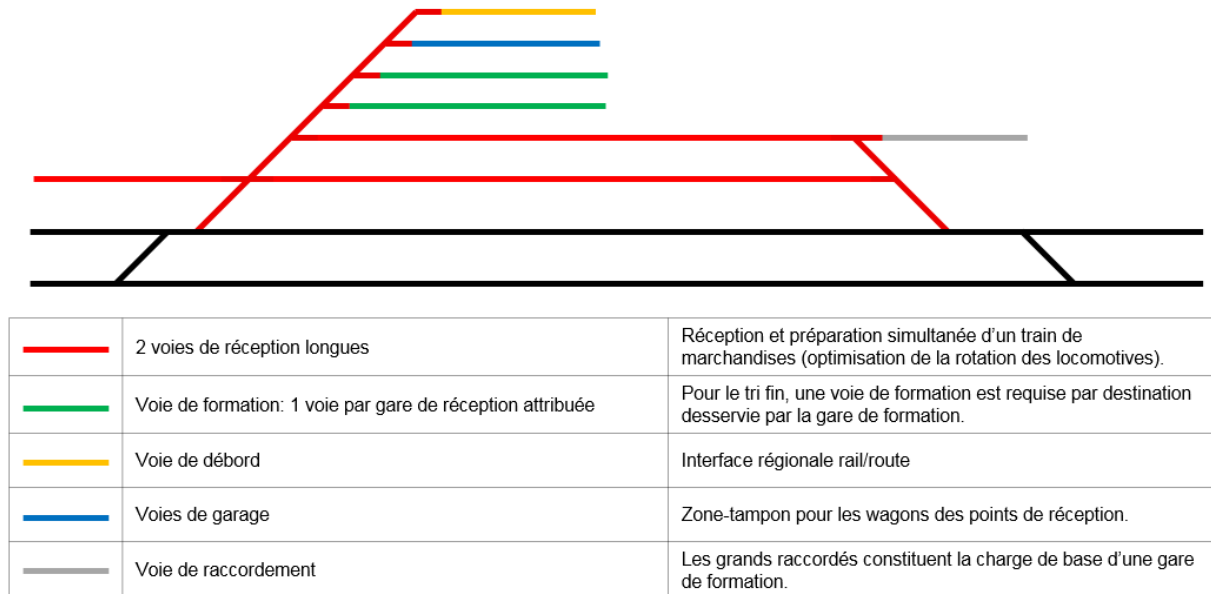 2 voies de réception longues
Réception et préparation simultanée d’un train de
marchandises (optimisation de la rotation des locomotives).
Voie de formation: 1 voie par gare de réception attribuée
Pour le tri fin, une voie de formation est requise par destination
desservie par la gare de formation.
Voie de débord
Interface régionale rail/route
Voies de garage
Zone-tampon pour les wagons des points de réception.
Voie de raccordement
Les grands raccordés constituent la charge de base d’une gare
de formation.